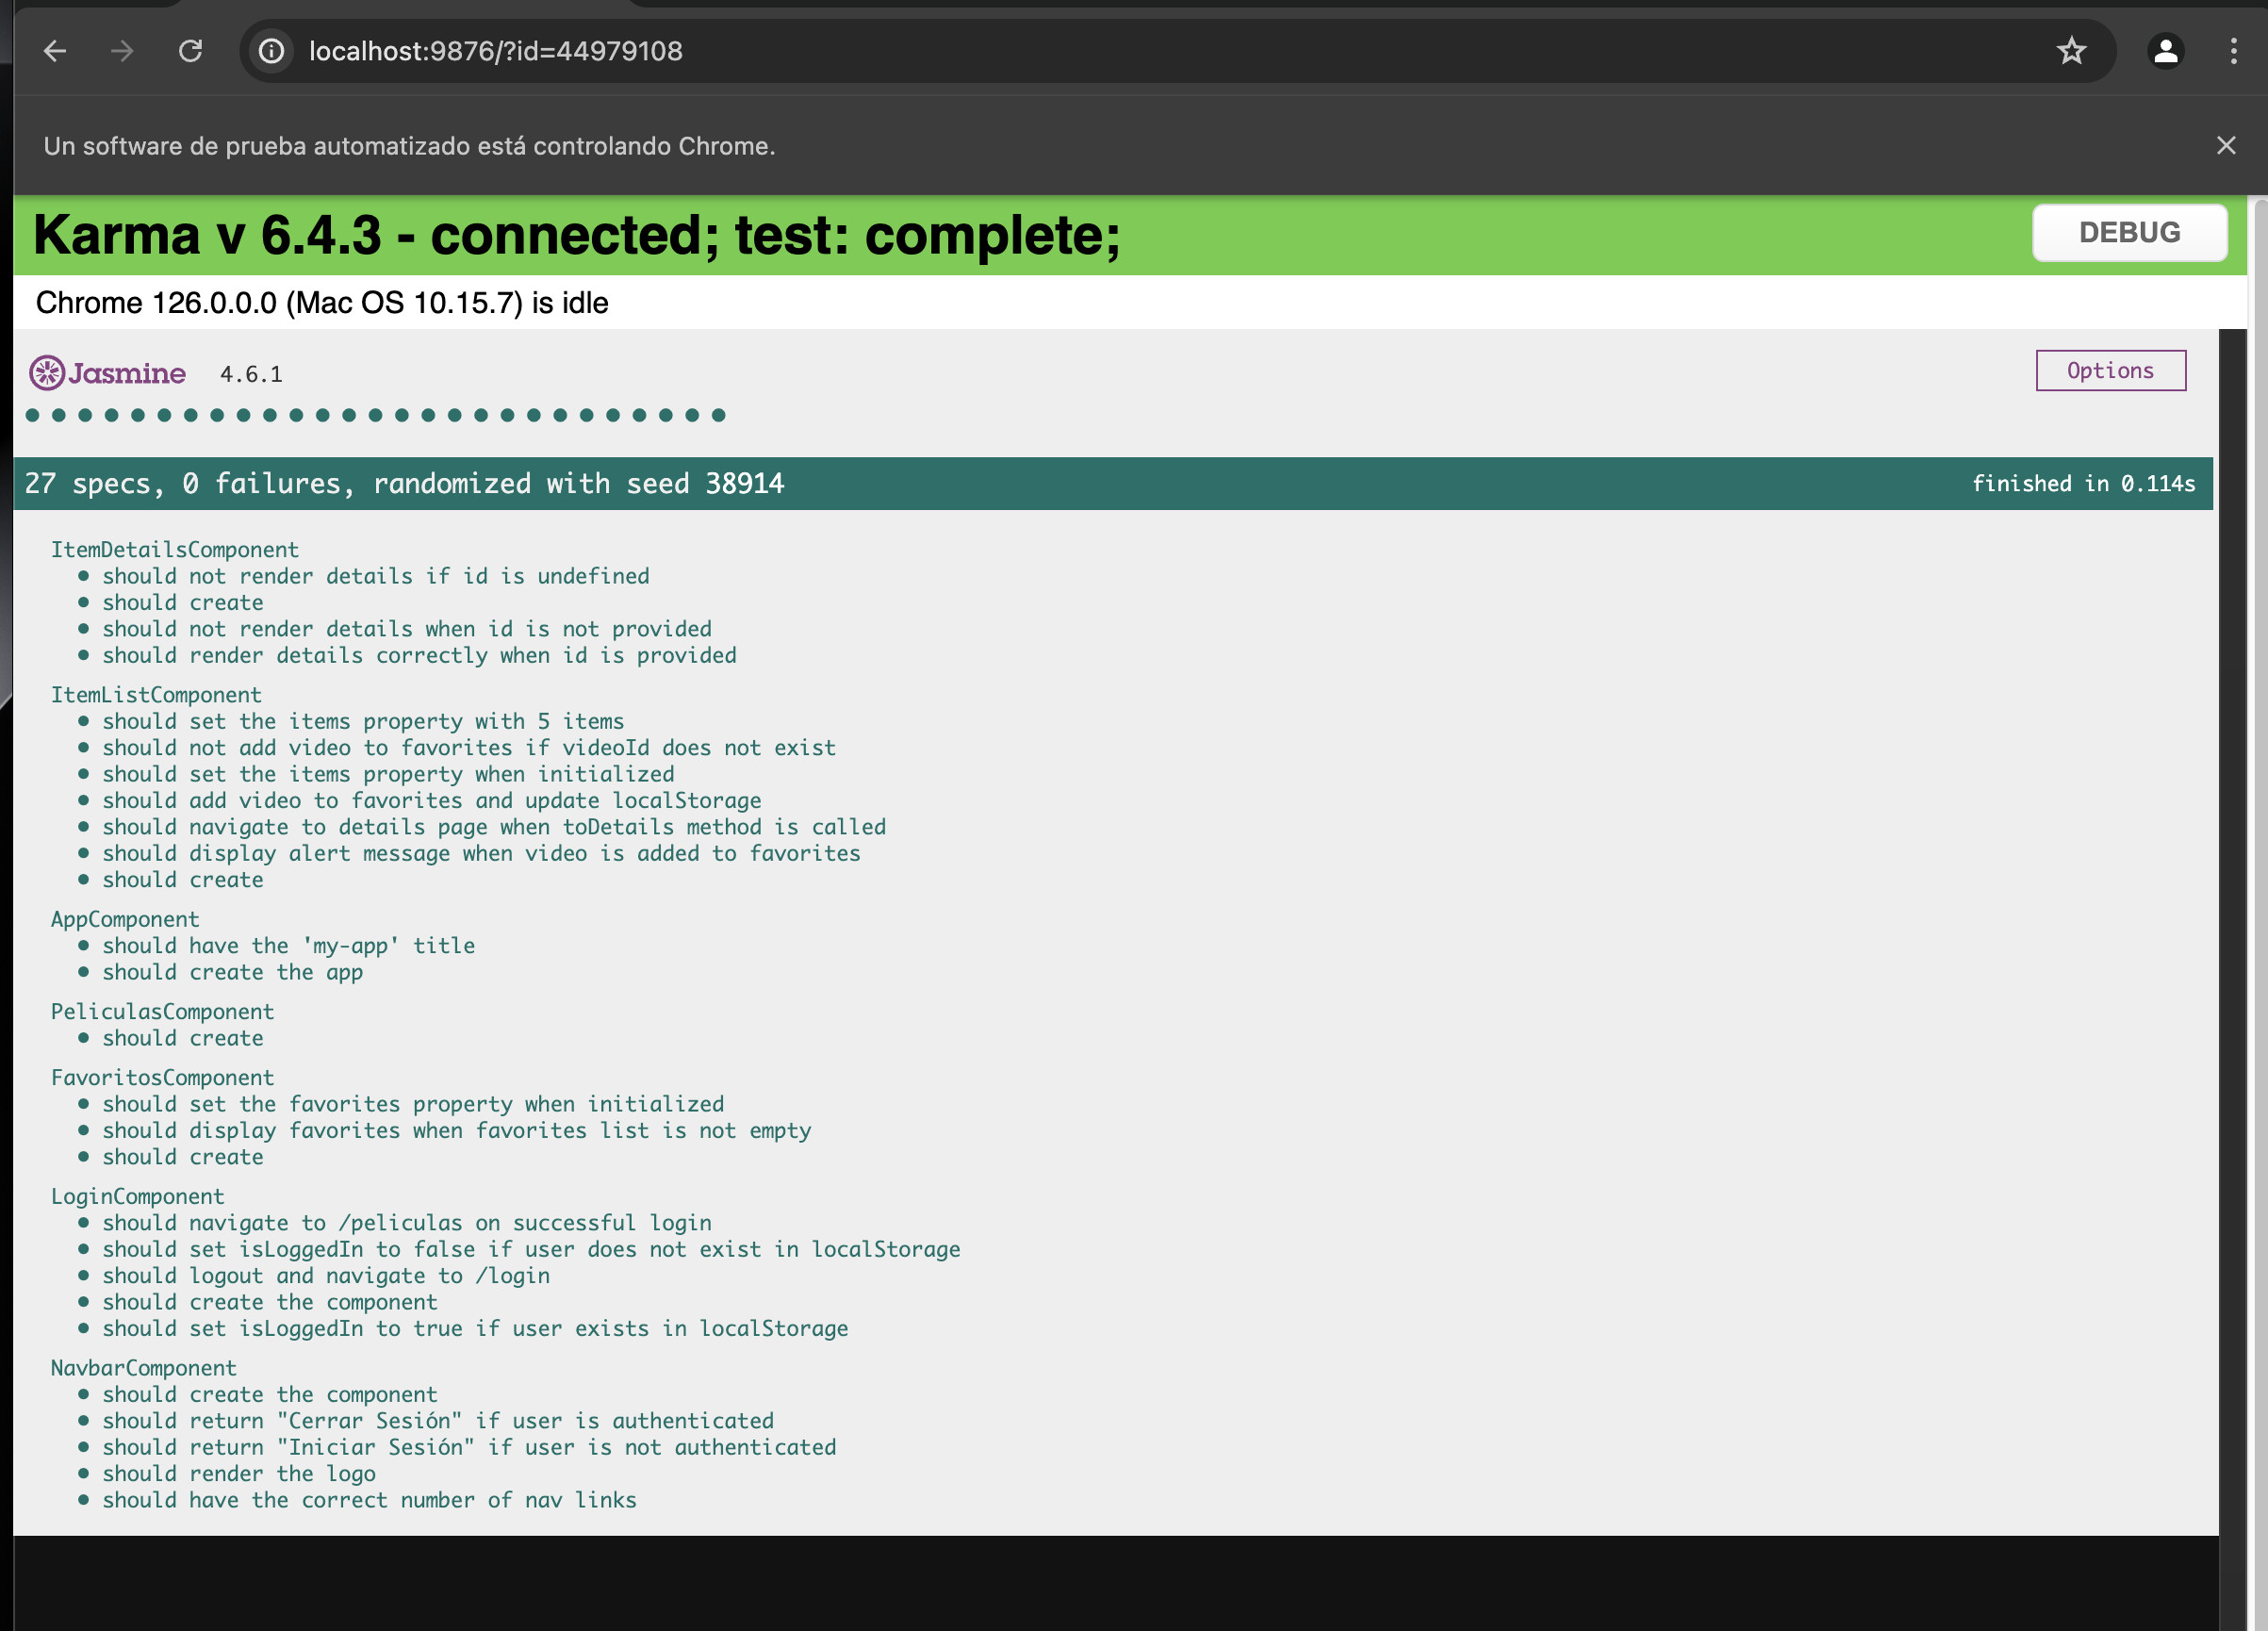 localhost:9876/?id=44979108
Un software de prueba automatizado está controlando Chrome.
Karma v 6.4.3 - connected; test: complete;
DEBUG
Chrome 126.0.0.0 (Mac OS 10.15.7) is idle
Jasmine 4.6.1
Options
27 specs, 0 failures, randomized with seed 38914
finished in 0.114s
ItemDetailsComponent
should not render details if id is undefined
should create
should not render details when id is not provided
should render details correctly when id is provided
ItemListComponent
should set the items property with 5 items
should not add video to favorites if videoId does not exist
should set the items property when initialized
should add video to favorites and update localStorage
should navigate to details page when toDetails method is called
should display alert message when video is added to favorites
should create
AppComponent
should have the 'my-app' title
should create the app
PeliculasComponent
should create
FavoritosComponent
should set the favorites property when initialized
should display favorites when favorites list is not empty
should create
LoginComponent
should navigate to /peliculas on successful login
should set isLoggedIn to false if user does not exist in localStorage
should logout and navigate to /login
should create the component
should set isLoggedIn to true if user exists in localStorage
NavbarComponent
should create the component
should return "Cerrar Sesión" if user is authenticated
should return "Iniciar Sesión" if user is not authenticated
should render the logo
should have the correct number of nav links